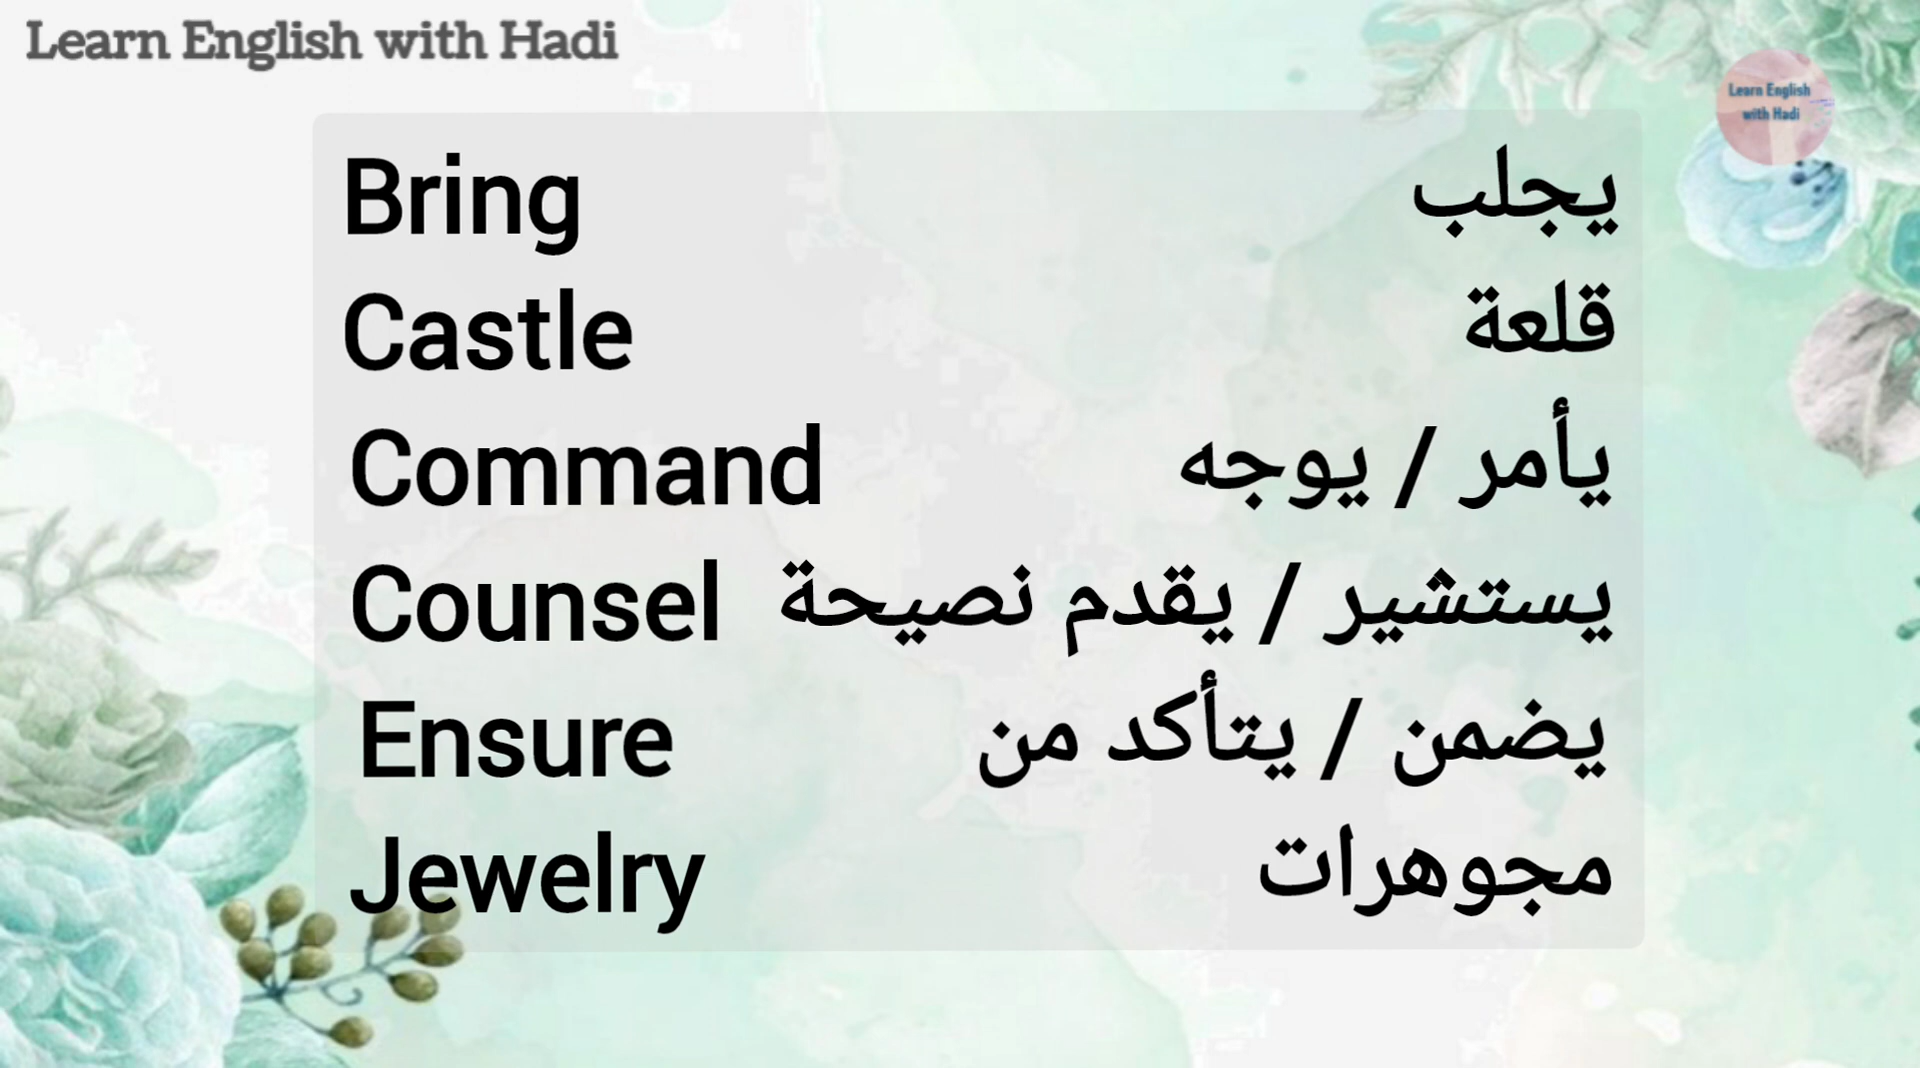 Learn English with Hadi
Learn English
with Hadi
Bring يجلب
Castle قلعة
Command يأمر / يوجه
Counsel يستشير / يقدم نصيحة
Ensure يضمن / يتأكد من
Jewelry مجوهرات